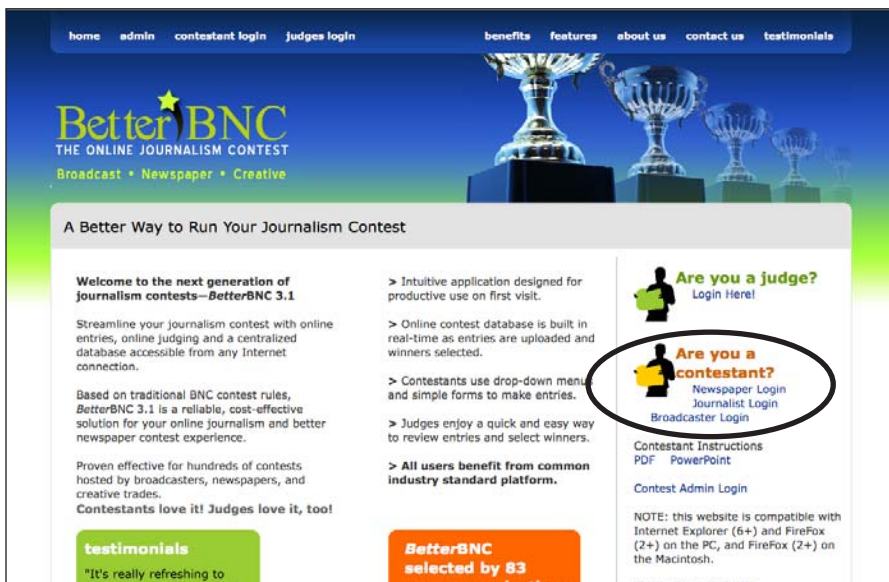 home admin contestant login judges login benefits features about us contact us testimonials
BetterBNC
THE ONLINE JOURNALISM CONTEST
Broadcast • Newspaper • Creative
A Better Way to Run Your Journalism Contest
Welcome to the next generation of
journalism contests—BetterBNC 3.1
Streamline your journalism contest with online
entries, online judging and a centralized
database accessible from any Internet
connection.
Based on traditional BNC contest rules,
BetterBNC 3.1 is a reliable, cost-effective
solution for your online journalism and better
newspaper contest experience.
Proven effective for hundreds of contests
hosted by broadcasters, newspapers, and
creative trades.
Contestants love it! Judges love it, too!
testimonials
"It's really refreshing to
> Intuitive application designed for
productive use on first visit.
> Online contest database is built in
real-time as entries are uploaded and
winners selected.
> Contestants use drop-down menus
and simple forms to make entries.
> Judges enjoy a quick and easy way
to review entries and select winners.
> All users benefit from common
industry standard platform.
BetterBNC
selected by 83
Are you a judge?
Login Here!
Are you a
contestant?
Newspaper Login
Journalist Login
Broadcaster Login
Contestant Instructions
PDF PowerPoint
Contest Admin Login
NOTE: this website is compatible with
Internet Explorer (6+) and FireFox
(2+) on the PC, and FireFox (2+) on
the Macintosh.